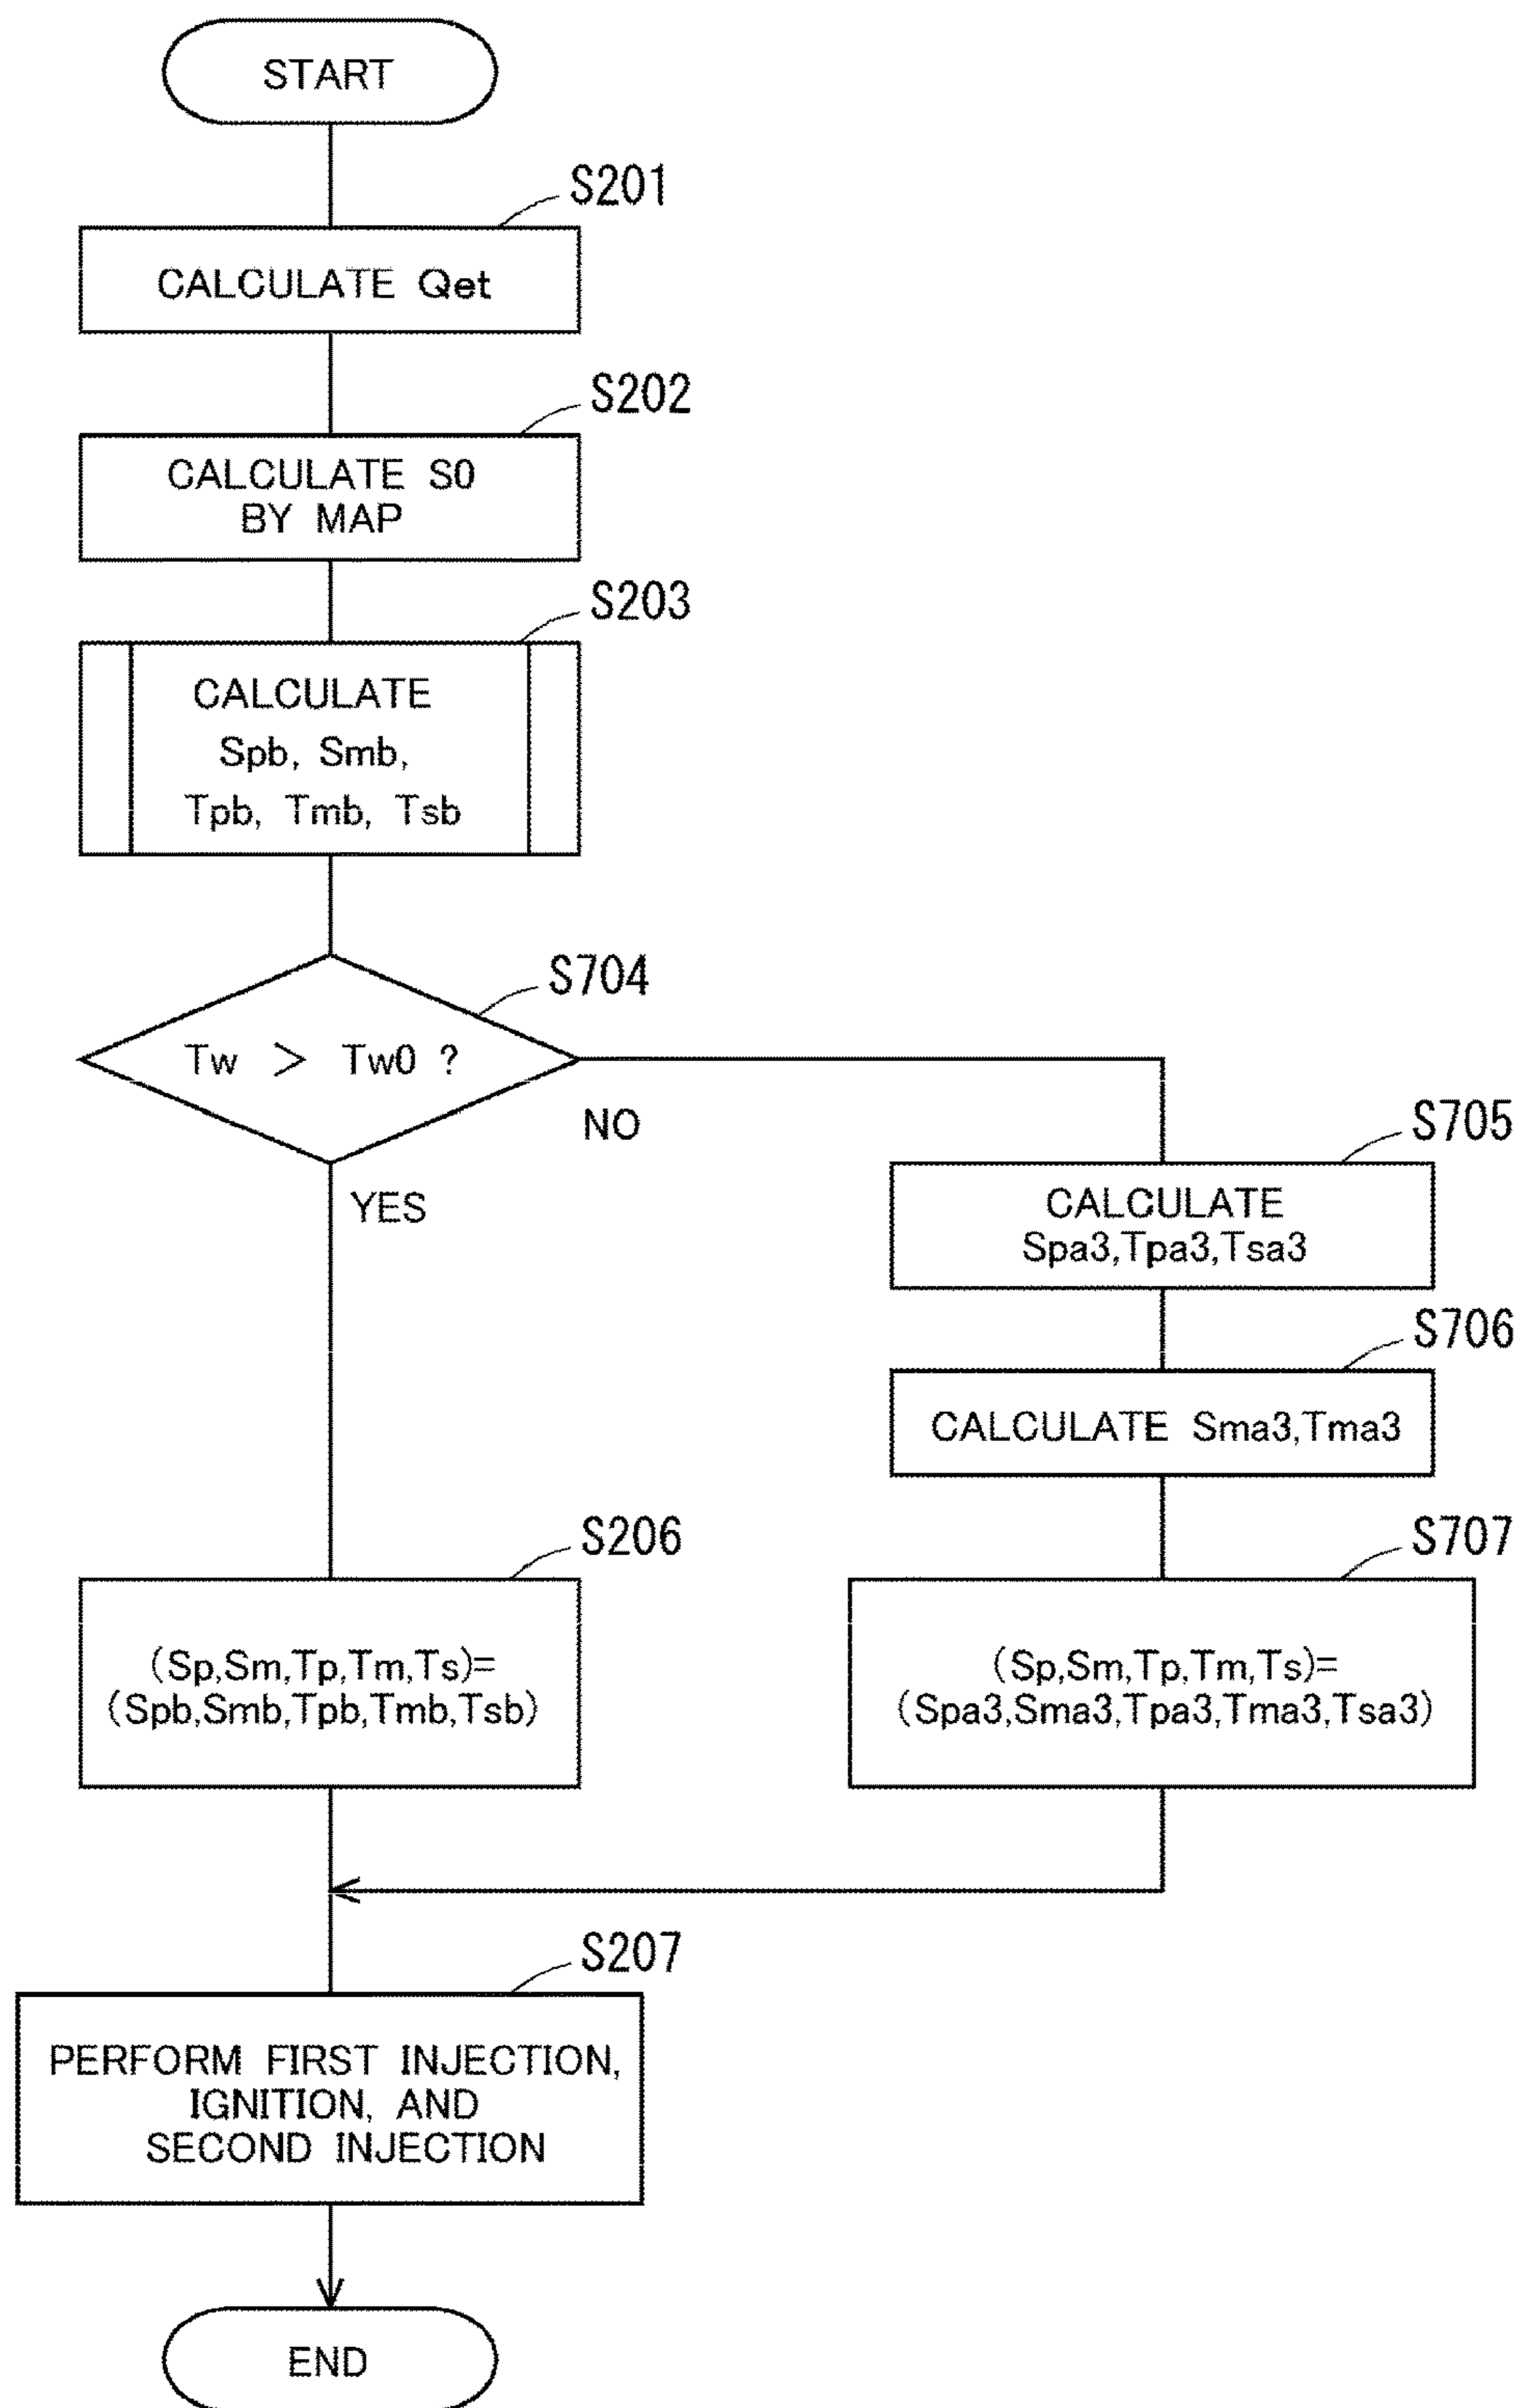 START
S201
CALCULATE Qet
S202
CALCULATE S0
BY MAP
S203
CALCULATE
Spb, Smb,
Tpb, Tmb, Tsb
S704
Tw > Tw0 ?
NO
YES
S705
CALCULATE
Spa3,Tpa3,Tsa3
S706
CALCULATE Sma3,Tma3
S206
(Sp,Sm,Tp,Tm,Ts)=
(Spb,Smb,Tpb,Tmb,Tsb)
S707
(Sp,Sm,Tp,Tm,Ts)=
(Spa3,Sma3,Tpa3,Tma3,Tsa3)
S207
PERFORM FIRST INJECTION,
IGNITION, AND
SECOND INJECTION
END